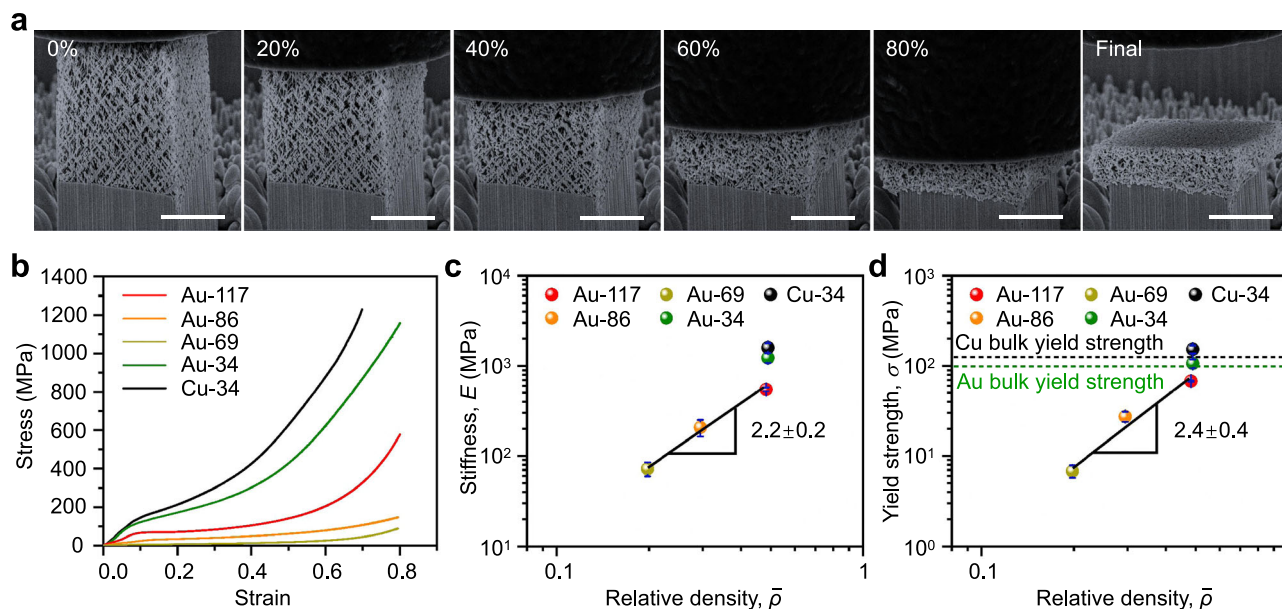 a
0%
20%
40%
60%
80%
Final
b
1400
1200
1000
800
600
400
200
0
0.0
0.2
0.4
0.6
0.8
Stress (MPa)
Strain
Au-117
Au-86
Au-69
Au-34
Cu-34
c
10⁴
10³
10²
10¹
0.1
1
Stiffness, E (MPa)
Relative density, ρ̄
Au-117
Au-69
Cu-34
Au-86
Au-34
2.2±0.2
d
10³
10²
10¹
10⁰
0.1
1
Yield strength, σ (MPa)
Relative density, ρ̄
Au-117
Au-69
Cu-34
Au-86
Au-34
Cu bulk yield strength
Au bulk yield strength
2.4±0.4